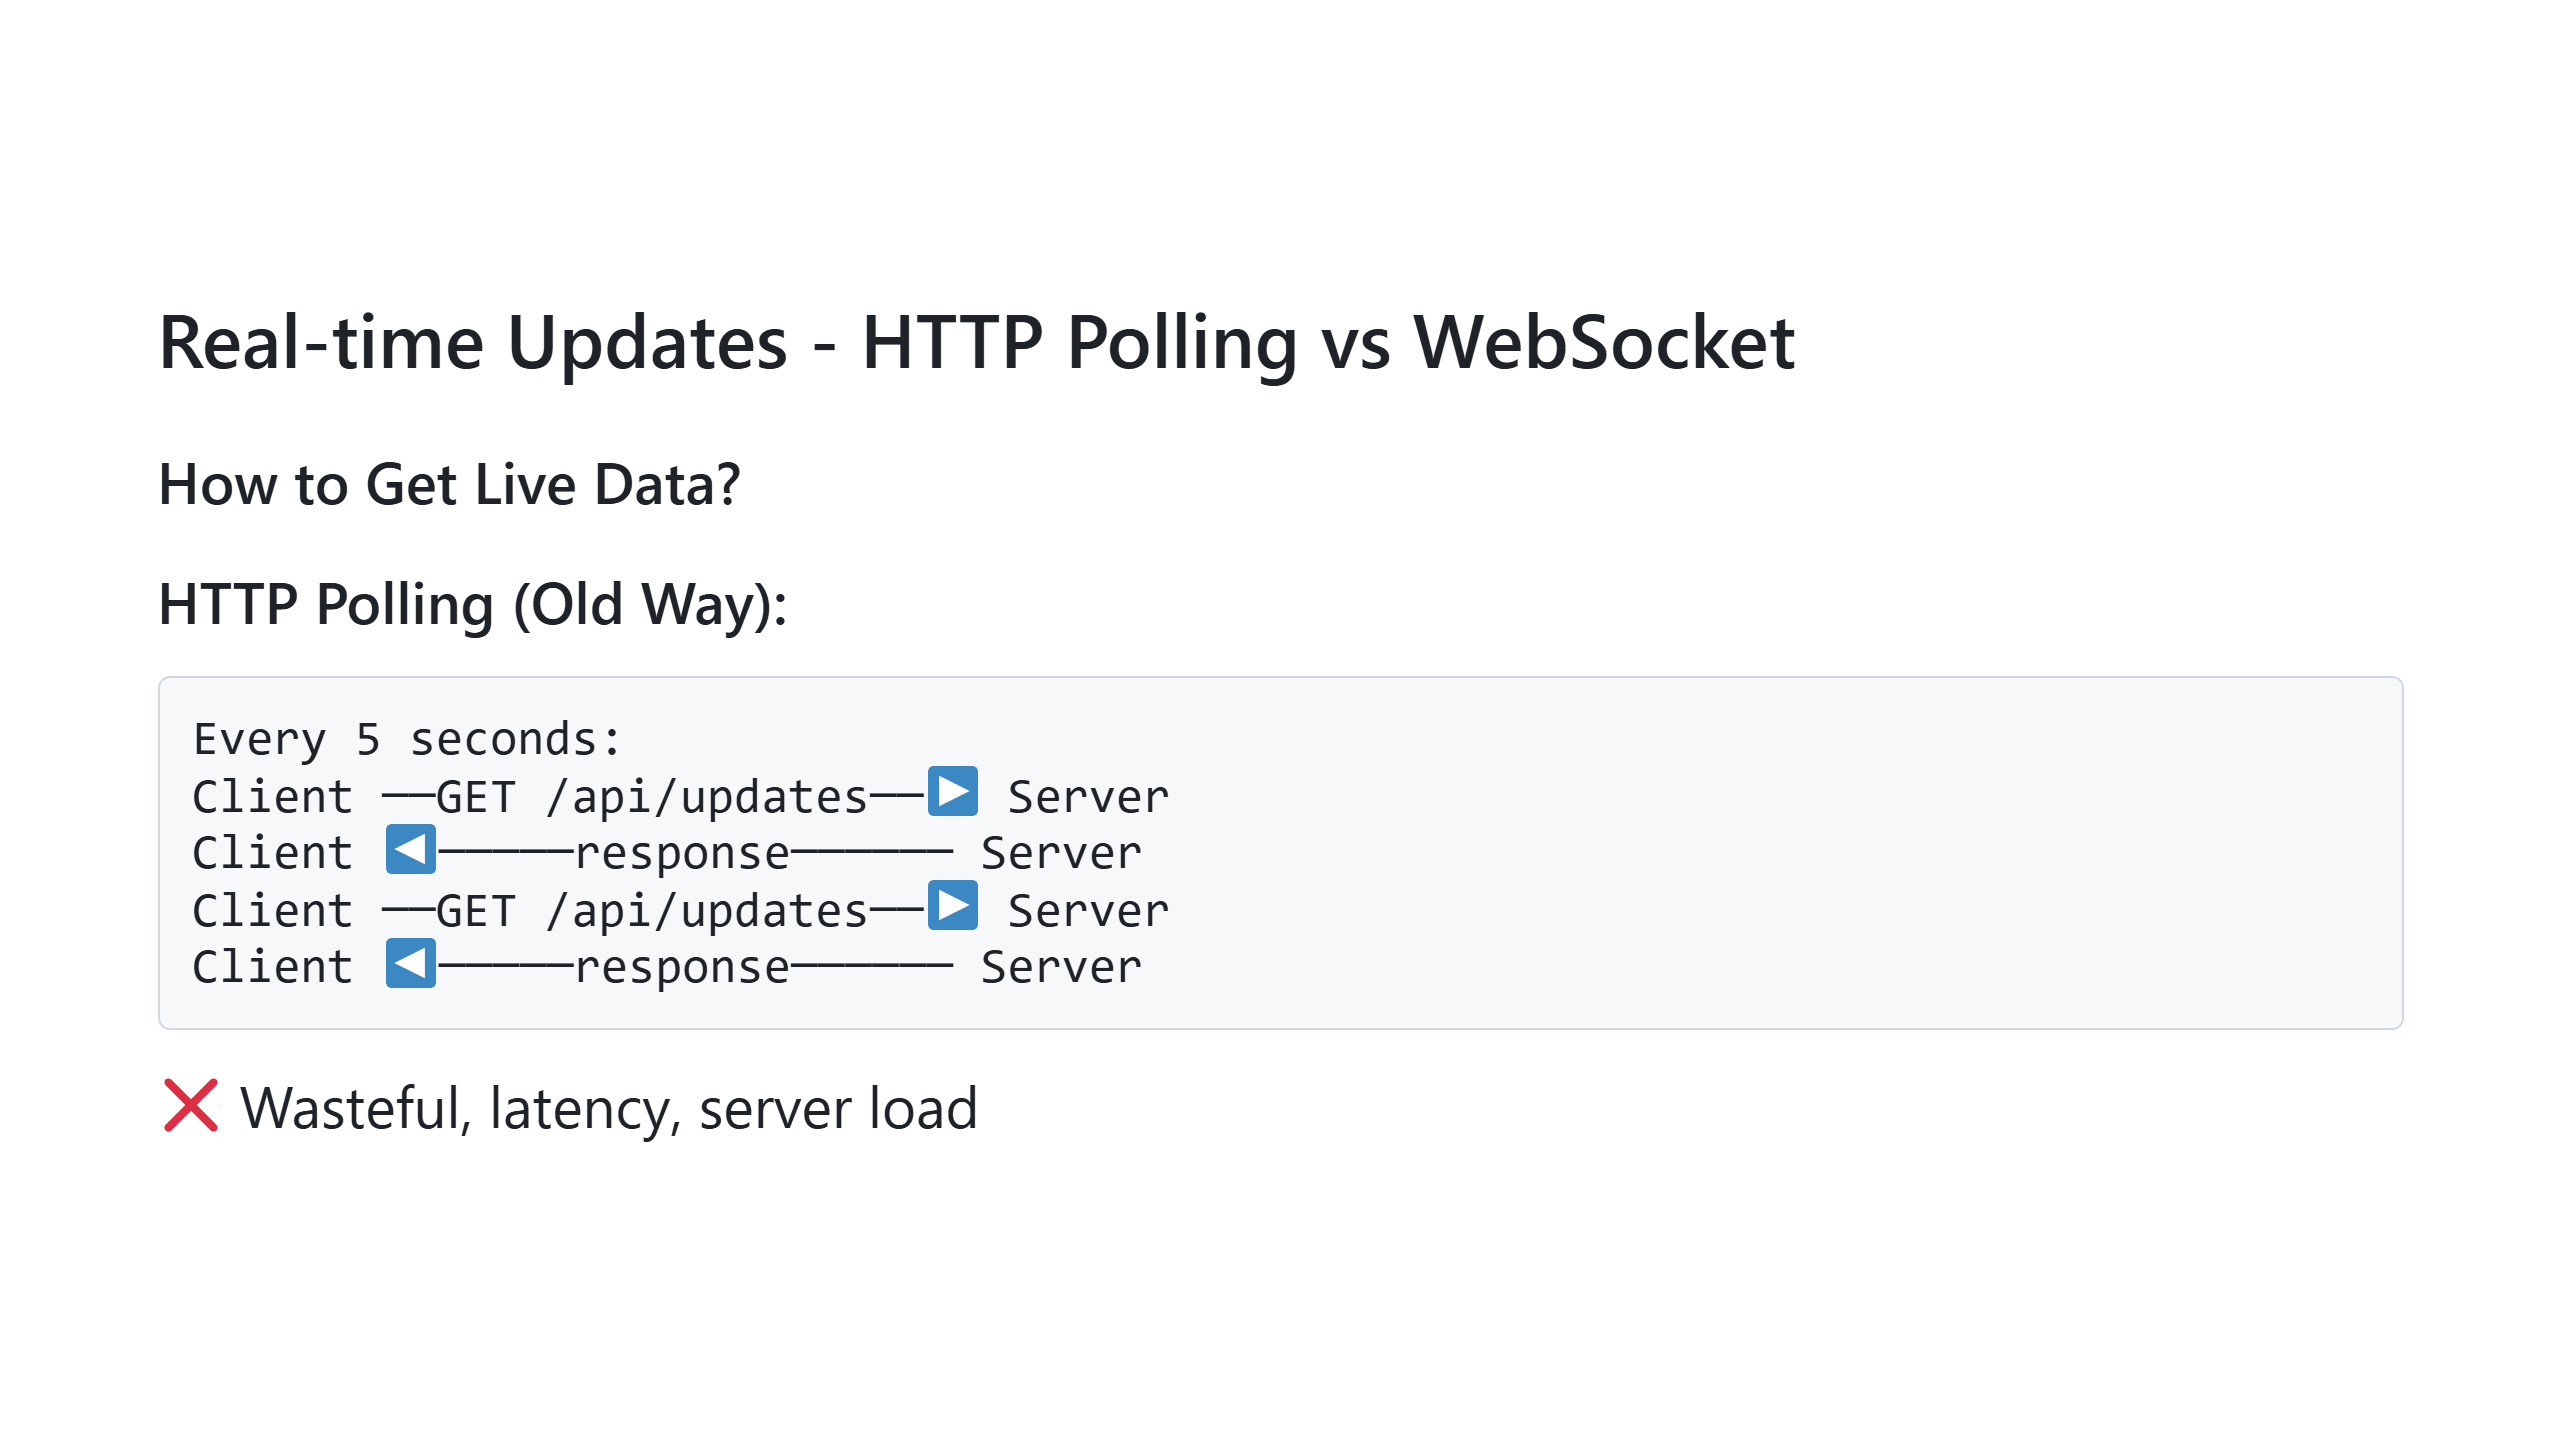 Real-time Updates - HTTP Polling vs WebSocket
How to Get Live Data?
HTTP Polling (Old Way):
Every 5 seconds:
Client ──GET /api/updates──▶ Server
Client ◀─────response────── Server
Client ──GET /api/updates──▶ Server
Client ◀─────response────── Server
❌ Wasteful, latency, server load